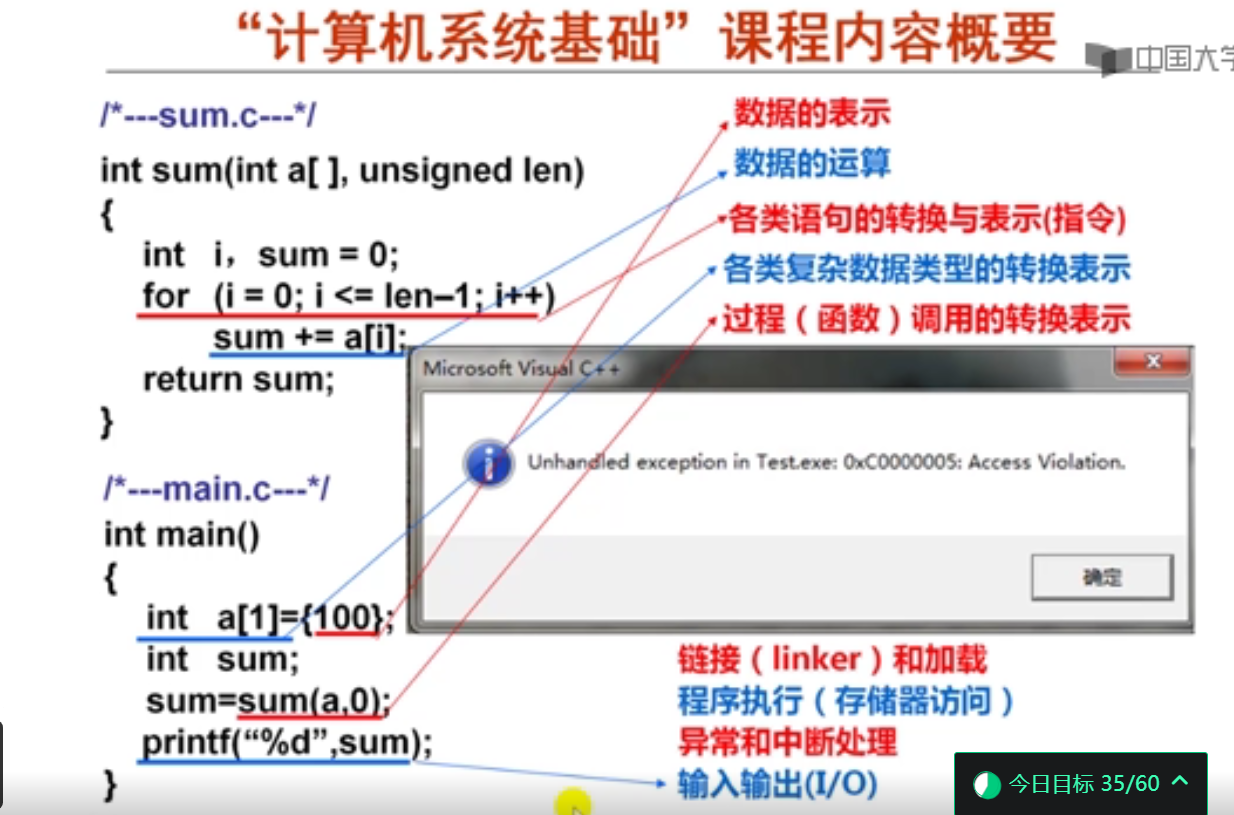 “计算机系统基础”课程内容概要
中国大学
/*---sum.c---*/
int sum(int a[ ], unsigned len)
{
int i，sum = 0;
for (i = 0; i <= len–1; i++)
sum += a[i];
return sum;
}
/*---main.c---*/
int main()
{
int a[1]={100};
int sum;
sum=sum(a,0);
printf(“%d”,sum);
}
数据的表示
数据的运算
各类语句的转换与表示(指令)
各类复杂数据类型的转换表示
过程（函数）调用的转换表示
Microsoft Visual C++
Unhandled exception in Test.exe: 0xC0000005: Access Violation.
确定
链接（linker）和加载
程序执行（存储器访问）
异常和中断处理
输入输出(I/O)
今日目标 35/60